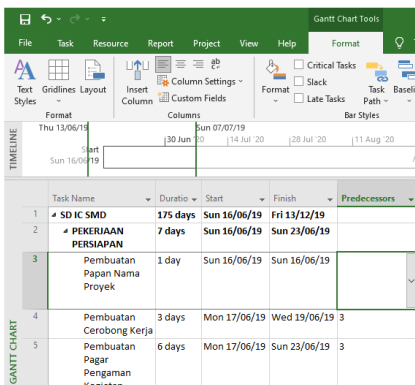 Gantt Chart Tools
File Task Resource Report Project View Help Format
Text Styles
Gridlines
Layout
Format
Insert Column
Column Settings
Custom Fields
Columns
Format
Critical Tasks
Slack
Late Tasks
Task Path
Bar Styles
TIMELINE
Thu 13/06/19 Sun 07/07/19
Start
Sun 16/06/19
30 Jun '20 14 Jul '20 28 Jul '20 11 Aug '20
Task Name Duratio Start Finish Predecessors
1 SD IC SMD 175 days Sun 16/06/19 Fri 13/12/19
2 PEKERJAAN PERSIAPAN 7 days Sun 16/06/19 Sun 23/06/19
3 Pembuatan Papan Nama Proyek 1 day Sun 16/06/19 Sun 16/06/19
4 Pembuatan Cerobong Kerja 3 days Mon 17/06/19 Wed 19/06/19 3
5 Pembuatan Pagar Pengaman 6 days Mon 17/06/19 Sun 23/06/19 3
GANTT CHART